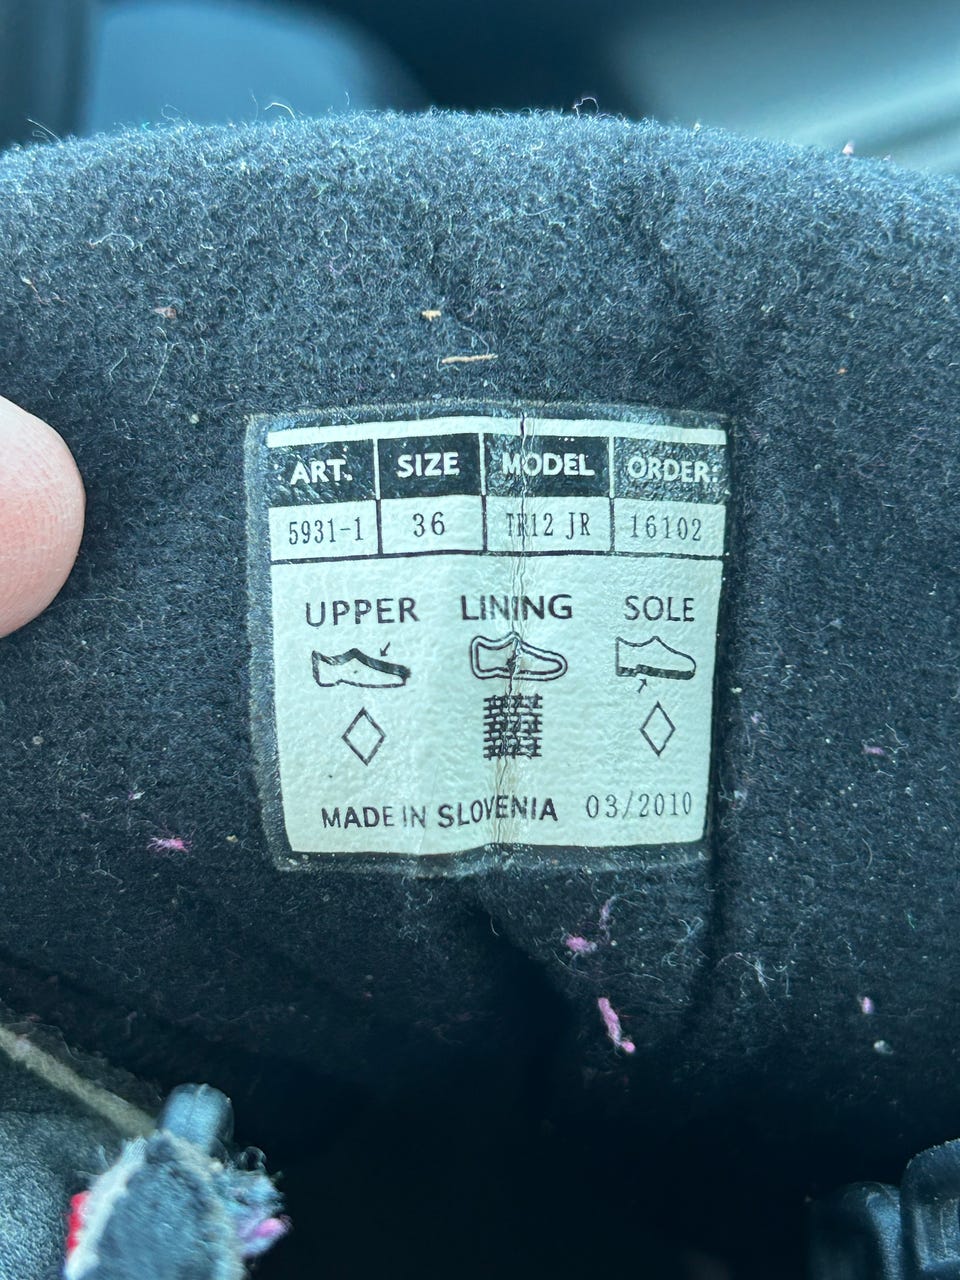 ART. SIZE MODEL ORDER:
5931-1 36 TR12 JR 16102
UPPER LINING SOLE
MADE IN SLOVENIA 03/2010